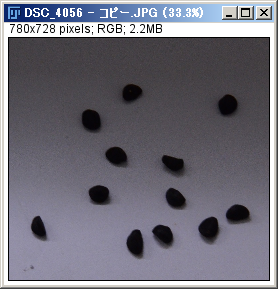 DSC_4056 - コピー.JPG (33.3%)
780x728 pixels; RGB; 2.2MB